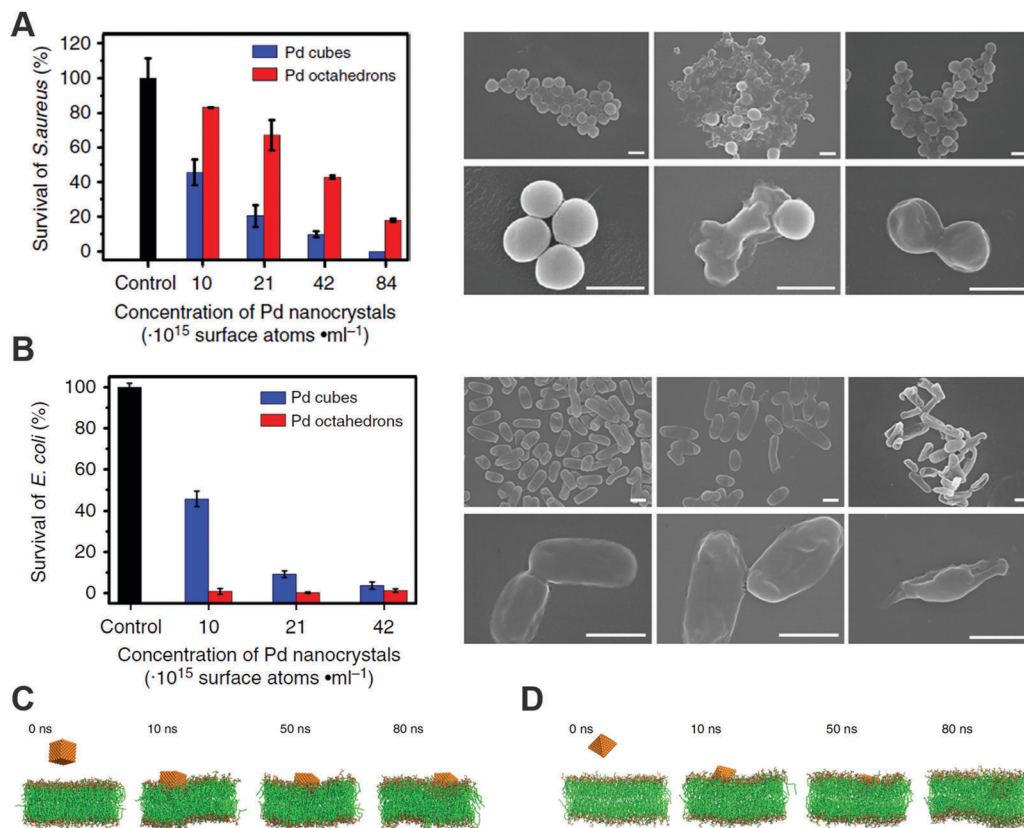 A
120
100
80
60
40
20
0
Survival of S.aureus (%)
Pd cubes
Pd octahedrons
Control 10 21 42 84
Concentration of Pd nanocrystals
(·10¹⁵ surface atoms •ml⁻¹)
B
100
80
60
40
20
0
Survival of E. coli (%)
Pd cubes
Pd octahedrons
Control 10 21 42
Concentration of Pd nanocrystals
(·10¹⁵ surface atoms •ml⁻¹)
C
0 ns 10 ns 50 ns 80 ns
D
0 ns 10 ns 50 ns 80 ns